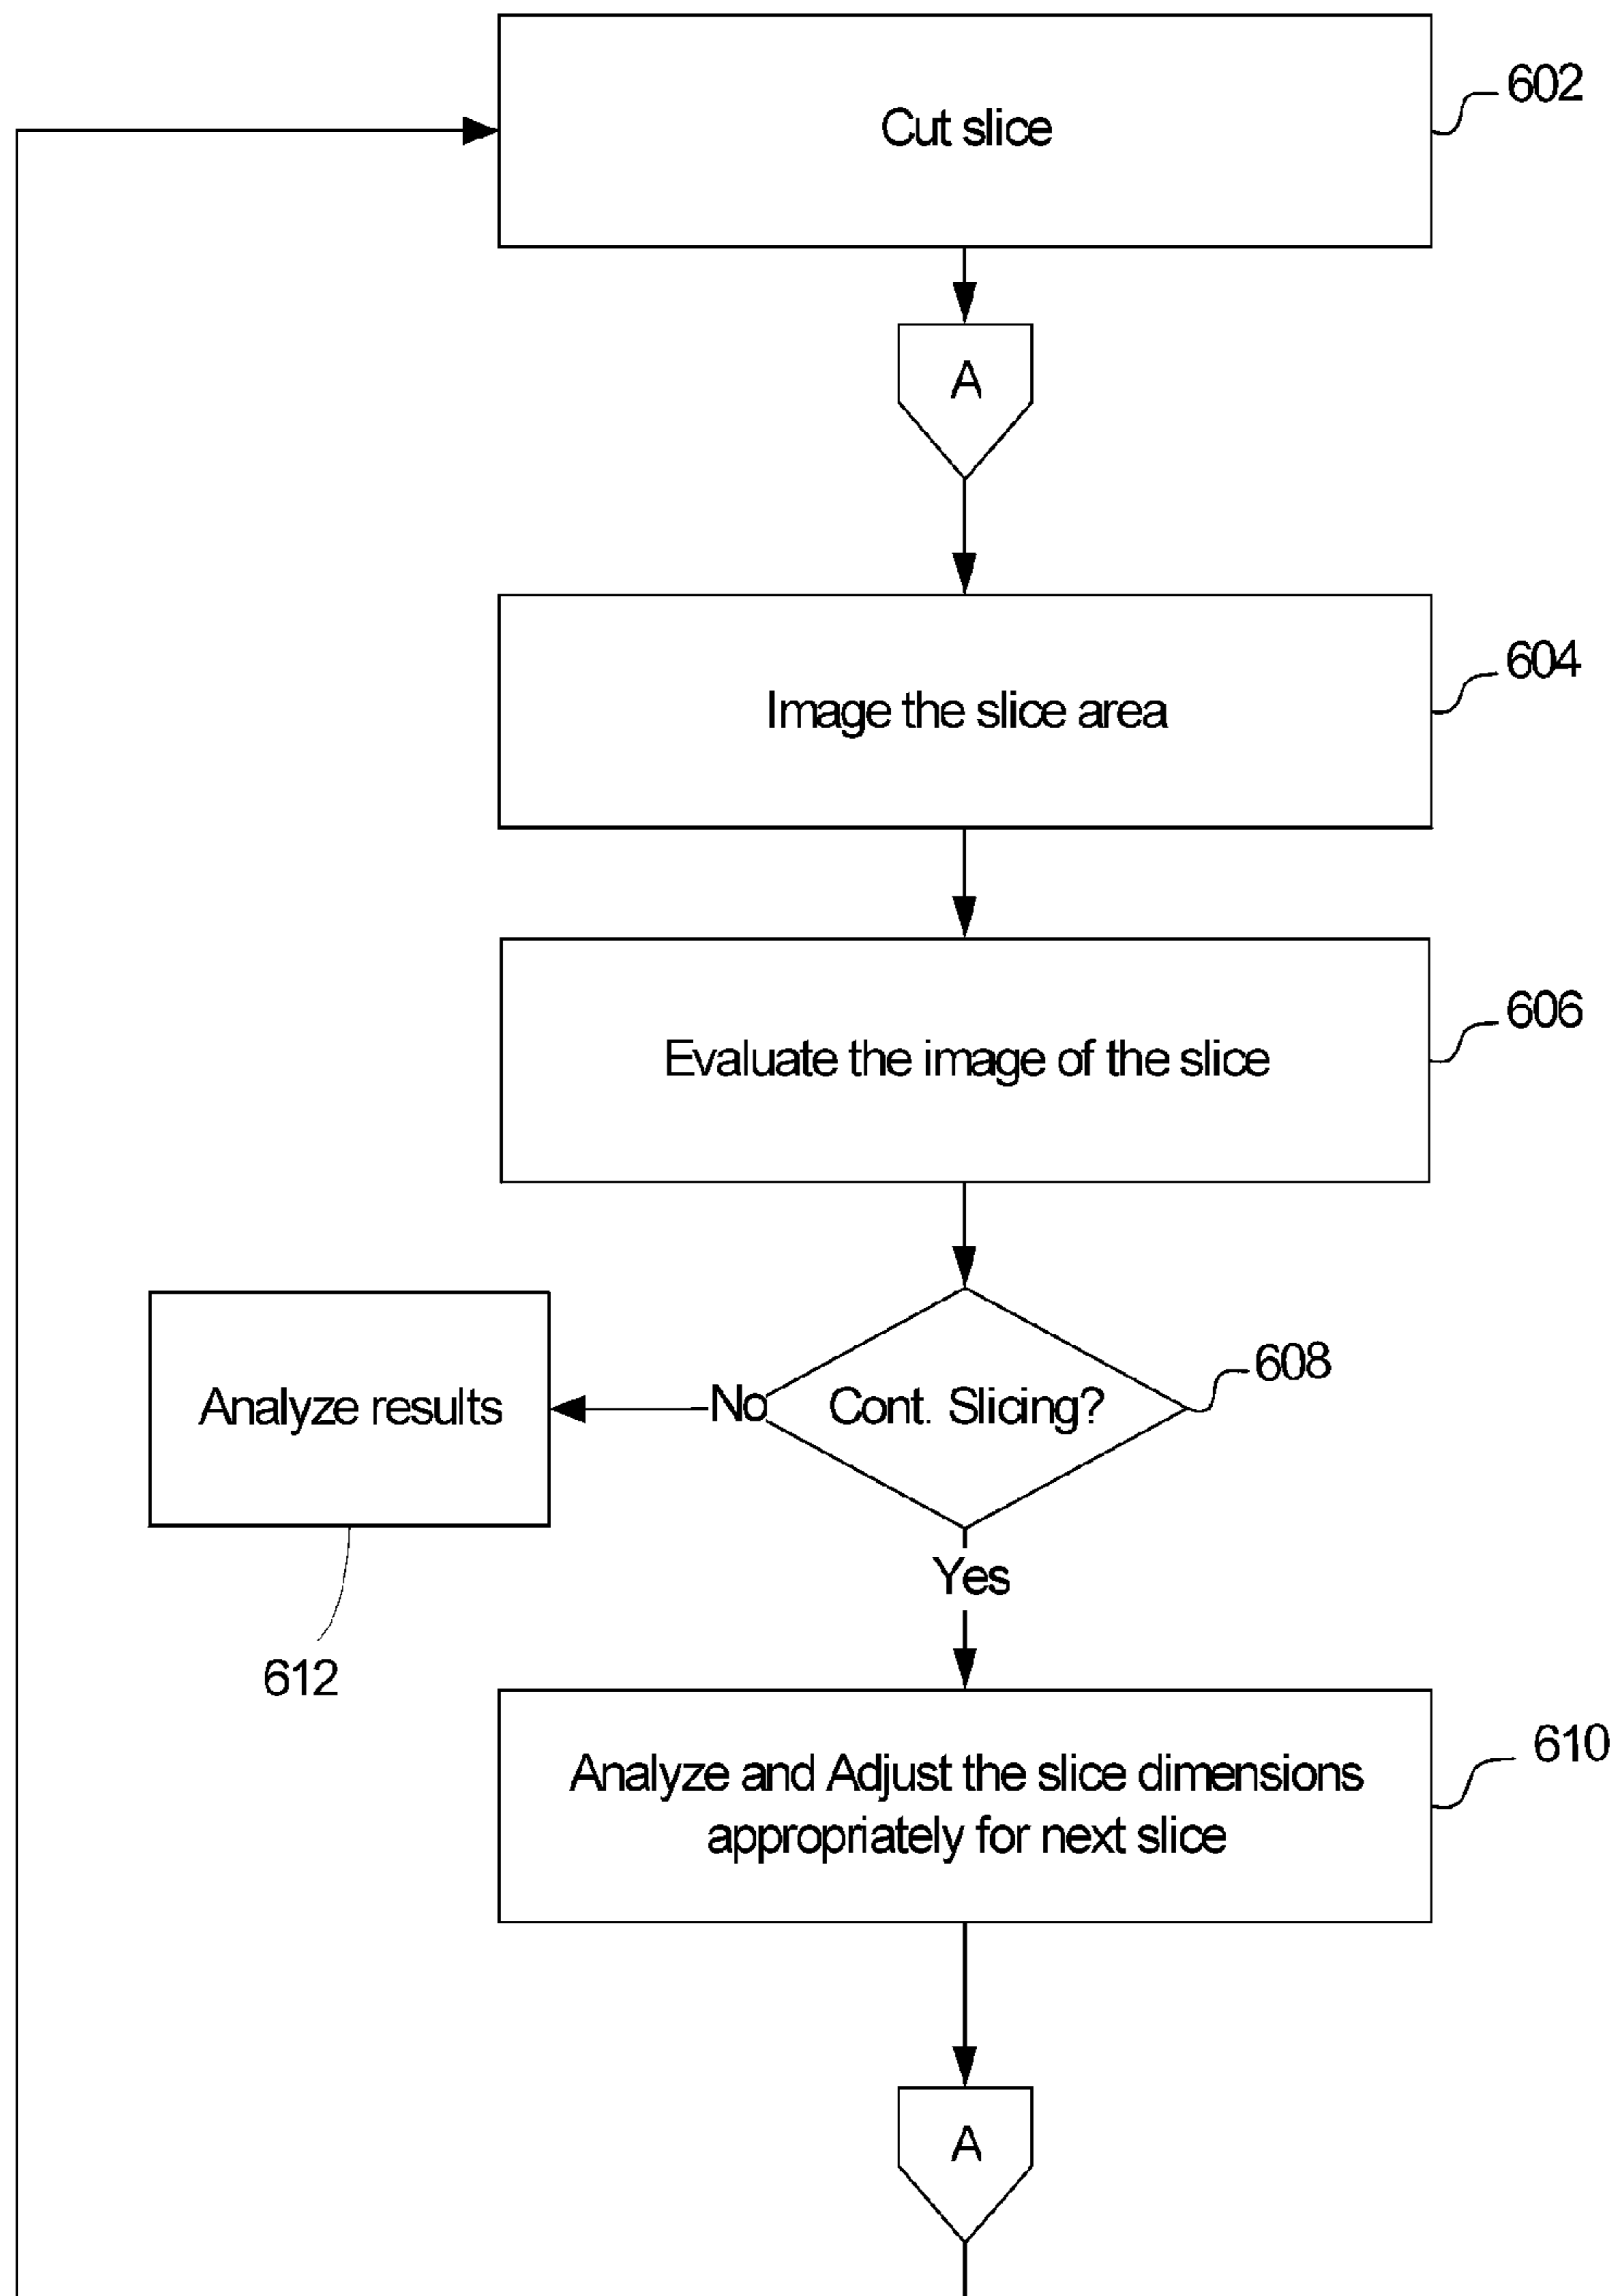 Cut slice
602
A
Image the slice area
604
Evaluate the image of the slice
606
Cont. Slicing?
608
No
Analyze results
612
Yes
Analyze and Adjust the slice dimensions
appropriately for next slice
610
A